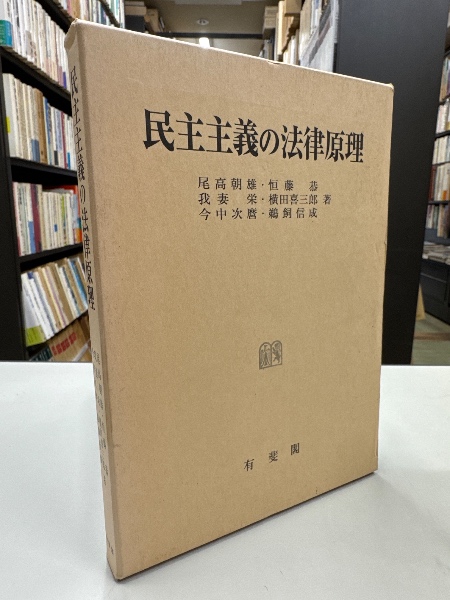 民主主義の法律原理
尾高朝雄・恒藤恭
我妻栄・横田喜三郎 著
今中次麿・鵜飼信成
有斐閣
民主主義の法律原理